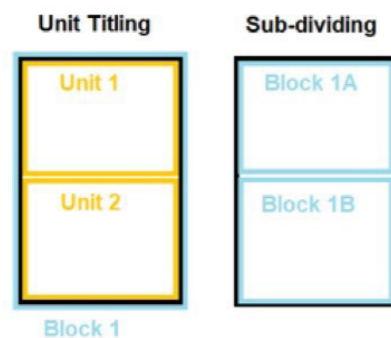 Unit Titling
Sub-dividing
Unit 1
Block 1A
Unit 2
Block 1B
Block 1